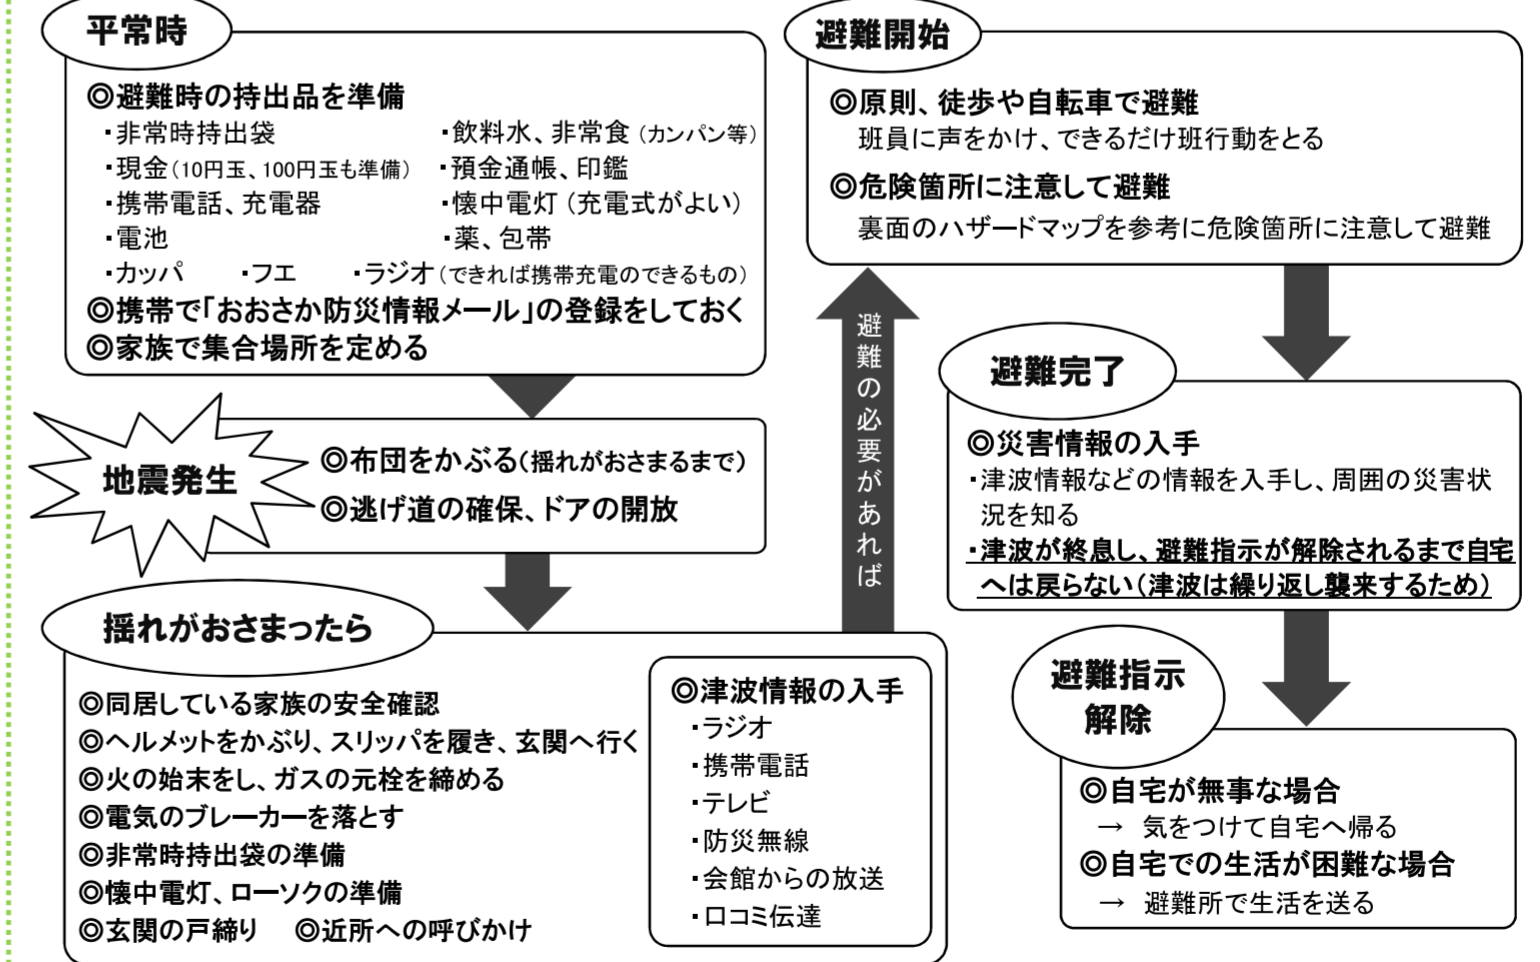 平常時
◎避難時の持出品を準備
・非常時持出袋　・飲料水、非常食（カンパン等）
・現金（10円玉、100円玉も準備）　・預金通帳、印鑑
・携帯電話、充電器　・懐中電灯（充電式がよい）
・電池　・薬、包帯
・カッパ　・フエ　・ラジオ（できれば携帯充電のできるもの）
◎携帯で「おおさか防災情報メール」の登録をしておく
◎家族で集合場所を定める
地震発生
◎布団をかぶる（揺れがおさまるまで）
◎逃げ道の確保、ドアの開放
揺れがおさまったら
◎同居している家族の安全確認
◎ヘルメットをかぶり、スリッパを履き、玄関へ行く
◎火の始末をし、ガスの元栓を締める
◎電気のブレーカーを落とす
◎非常時持出袋の準備
◎懐中電灯、ローソクの準備
◎玄関の戸締り　◎近所への呼びかけ
◎津波情報の入手
・ラジオ
・携帯電話
・テレビ
・防災無線
・会館からの放送
・口コミ伝達
避難の必要があれば
避難開始
◎原則、徒歩や自転車で避難
班員に声をかけ、できるだけ班行動をとる
◎危険箇所に注意して避難
裏面のハザードマップを参考に危険箇所に注意して避難
避難完了
◎災害情報の入手
・津波情報などの情報を入手し、周囲の災害状
況を知る
・津波が終息し、避難指示が解除されるまで自宅
へは戻らない（津波は繰り返し襲来するため）
避難指示
解除
◎自宅が無事な場合
→ 気をつけて自宅へ帰る
◎自宅での生活が困難な場合
→ 避難所で生活を送る